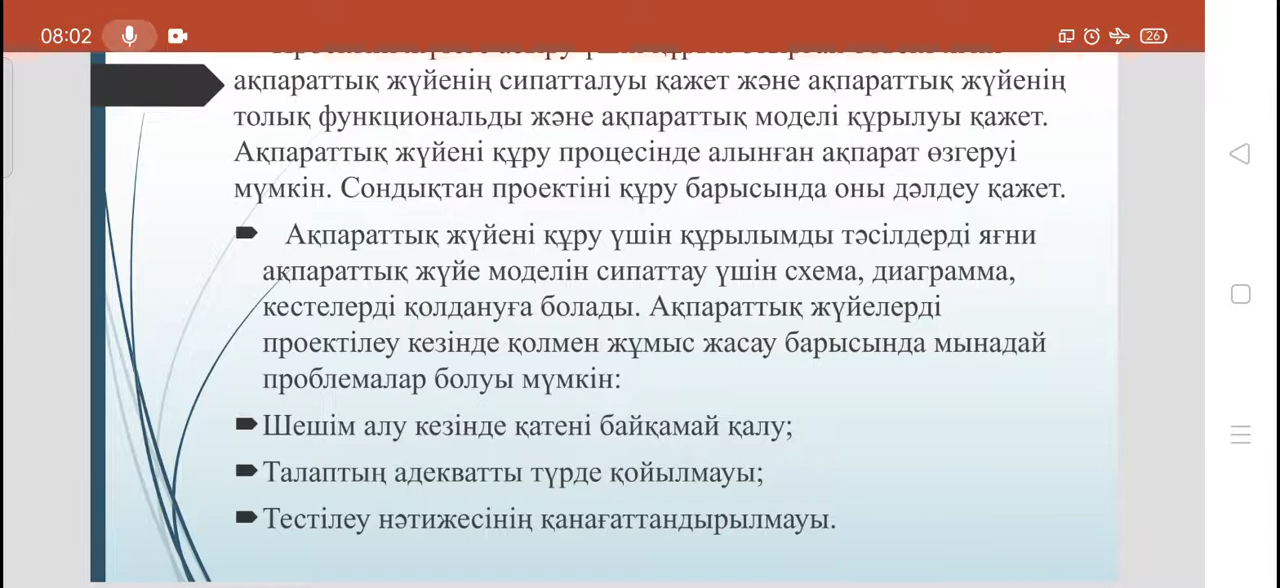 08:02
26
ақпараттық жүйенің сипатталуы қажет және ақпараттық жүйенің
толық функциональды және ақпараттық моделі құрылуы қажет.
Ақпараттық жүйені құру процесінде алынған ақпарат өзгеруі
мүмкін. Сондықтан проектіні құру барысында оны дәлдеу қажет.
Ақпараттық жүйені құру үшін құрылымды тәсілдерді яғни
ақпараттық жүйе моделін сипаттау үшін схема, диаграмма,
кестелерді қолдануға болады. Ақпараттық жүйелерді
проектілеу кезінде қолмен жұмыс жасау барысында мынадай
проблемалар болуы мүмкін:
Шешім алу кезінде қатені байқамай қалу;
Талаптың адекватты түрде қойылмауы;
Тестілеу нәтижесінің қанағаттандырылмауы.